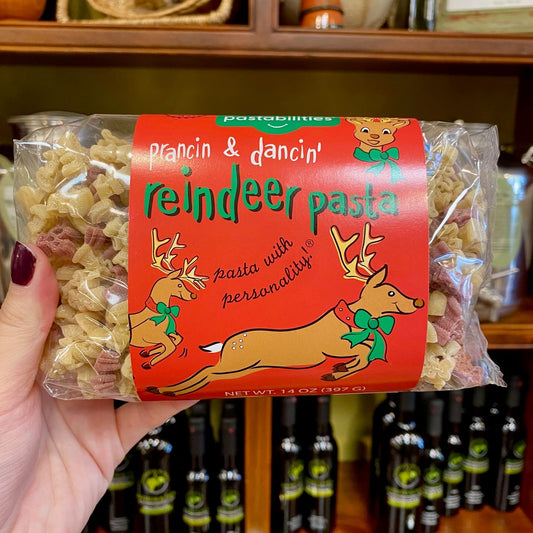 pastabilities
prancin & dancin'
reindeer pasta
pasta with
personality!®
NET WT. 14 OZ (397 G)